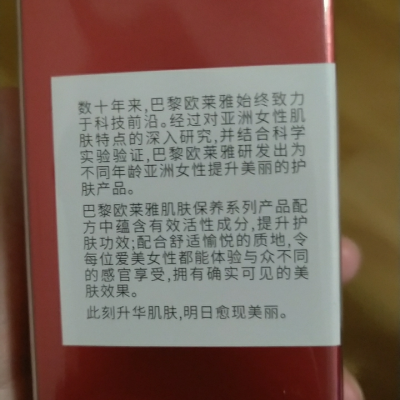 数十年来,巴黎欧莱雅始终致力
于科技前沿。经过对亚洲女性肌
肤特点的深入研究,并结合科学
实验验证,巴黎欧莱雅研发出为
不同年龄亚洲女性提升美丽的护
肤产品。
巴黎欧莱雅肌肤保养系列产品配
方中蕴含有效活性成分,提升护
肤功效;配合舒适愉悦的质地,令
每位爱美女性都能体验与众不同
的感官享受,拥有确实可见的美
肤效果。
此刻升华肌肤,明日愈现美丽。